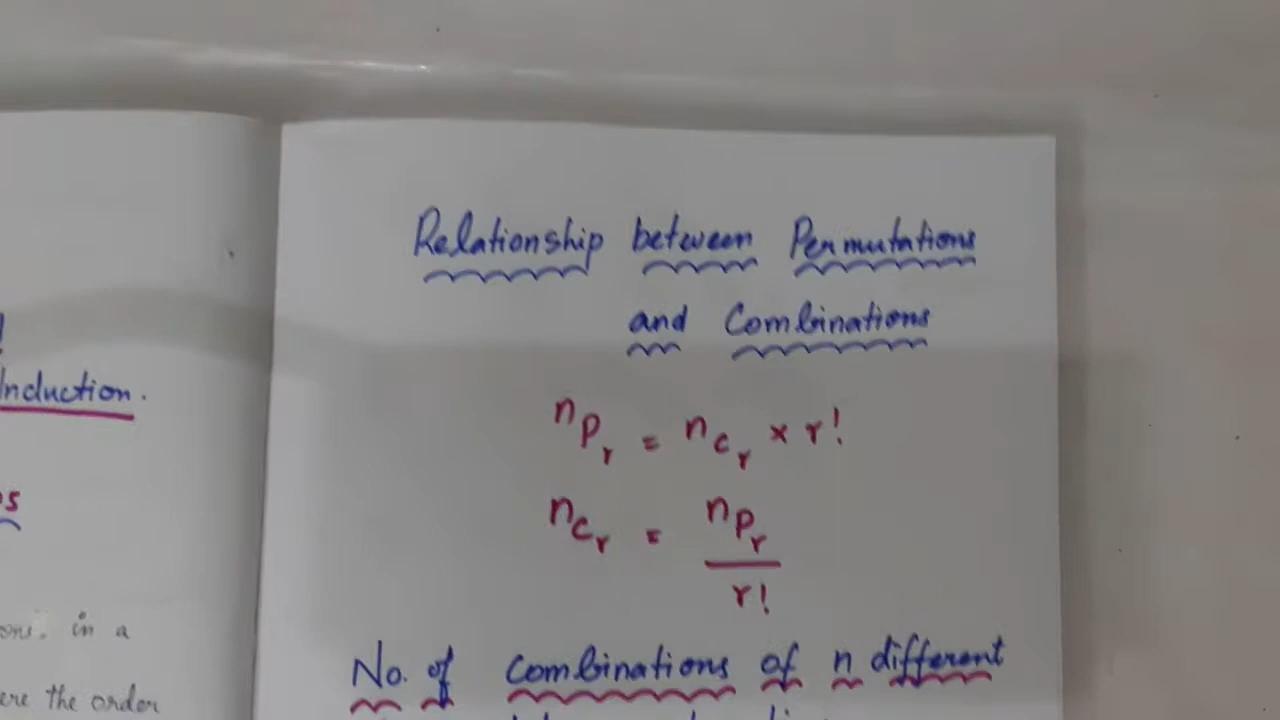 !
Induction.
in a
the order
Relationship between Permutations
and Combinations
nPr = nCr × r!
nCr = nPr
r!
No. of Combinations of n different